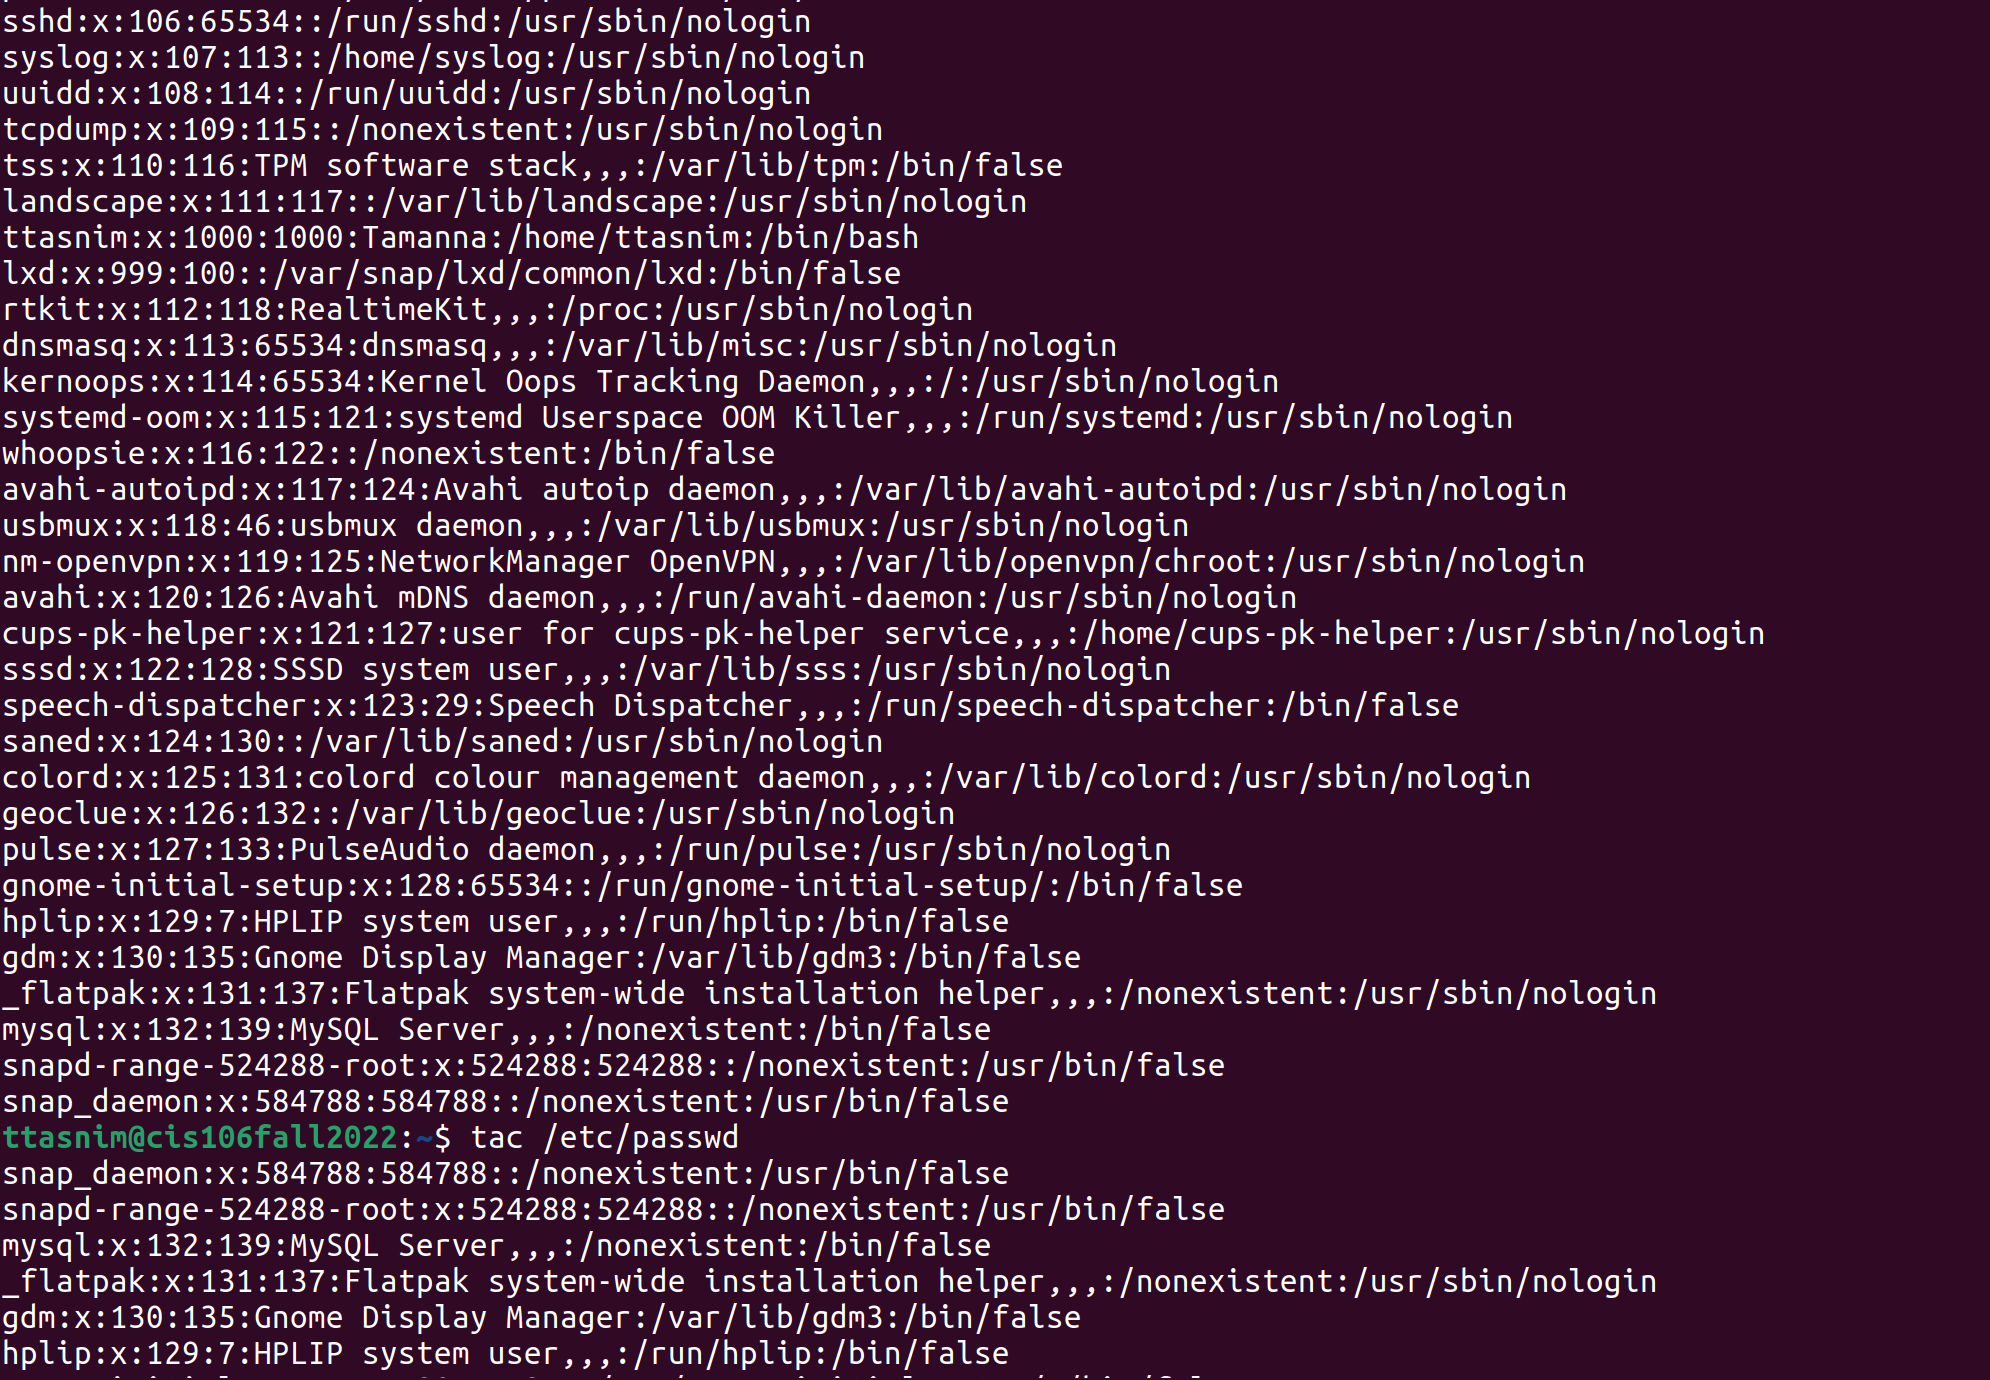 sshd:x:106:65534::/run/sshd:/usr/sbin/nologin
syslog:x:107:113::/home/syslog:/usr/sbin/nologin
uuidd:x:108:114::/run/uuidd:/usr/sbin/nologin
tcpdump:x:109:115::/nonexistent:/usr/sbin/nologin
tss:x:110:116:TPM software stack,,,:/var/lib/tpm:/bin/false
landscape:x:111:117::/var/lib/landscape:/usr/sbin/nologin
ttasnim:x:1000:1000:Tamanna:/home/ttasnim:/bin/bash
lxd:x:999:100::/var/snap/lxd/common/lxd:/bin/false
rtkit:x:112:118:RealtimeKit,,,:/proc:/usr/sbin/nologin
dnsmasq:x:113:65534:dnsmasq,,,:/var/lib/misc:/usr/sbin/nologin
kernoops:x:114:65534:Kernel Oops Tracking Daemon,,,:/:/usr/sbin/nologin
systemd-oom:x:115:121:systemd Userspace OOM Killer,,,:/run/systemd:/usr/sbin/nologin
whoopsie:x:116:122::/nonexistent:/bin/false
avahi-autoipd:x:117:124:Avahi autoip daemon,,,:/var/lib/avahi-autoipd:/usr/sbin/nologin
usbmux:x:118:46:usbmux daemon,,,:/var/lib/usbmux:/usr/sbin/nologin
nm-openvpn:x:119:125:NetworkManager OpenVPN,,,:/var/lib/openvpn/chroot:/usr/sbin/nologin
avahi:x:120:126:Avahi mDNS daemon,,,:/run/avahi-daemon:/usr/sbin/nologin
cups-pk-helper:x:121:127:user for cups-pk-helper service,,,:/home/cups-pk-helper:/usr/sbin/nologin
sssd:x:122:128:SSSD system user,,,:/var/lib/sss:/usr/sbin/nologin
speech-dispatcher:x:123:29:Speech Dispatcher,,,:/run/speech-dispatcher:/bin/false
saned:x:124:130::/var/lib/saned:/usr/sbin/nologin
colord:x:125:131:colord colour management daemon,,,:/var/lib/colord:/usr/sbin/nologin
geoclue:x:126:132::/var/lib/geoclue:/usr/sbin/nologin
pulse:x:127:133:PulseAudio daemon,,,:/run/pulse:/usr/sbin/nologin
gnome-initial-setup:x:128:65534::/run/gnome-initial-setup/:/bin/false
hplip:x:129:7:HPLIP system user,,,:/run/hplip:/bin/false
gdm:x:130:135:Gnome Display Manager:/var/lib/gdm3:/bin/false
_flatpak:x:131:137:Flatpak system-wide installation helper,,,:/nonexistent:/usr/sbin/nologin
mysql:x:132:139:MySQL Server,,,:/nonexistent:/bin/false
snapd-range-524288-root:x:524288:524288::/nonexistent:/usr/bin/false
snap_daemon:x:584788:584788::/nonexistent:/usr/bin/false
ttasnim@cis106fall2022:~$ tac /etc/passwd
snap_daemon:x:584788:584788::/nonexistent:/usr/bin/false
snapd-range-524288-root:x:524288:524288::/nonexistent:/usr/bin/false
mysql:x:132:139:MySQL Server,,,:/nonexistent:/bin/false
_flatpak:x:131:137:Flatpak system-wide installation helper,,,:/nonexistent:/usr/sbin/nologin
gdm:x:130:135:Gnome Display Manager:/var/lib/gdm3:/bin/false
hplip:x:129:7:HPLIP system user,,,:/run/hplip:/bin/false